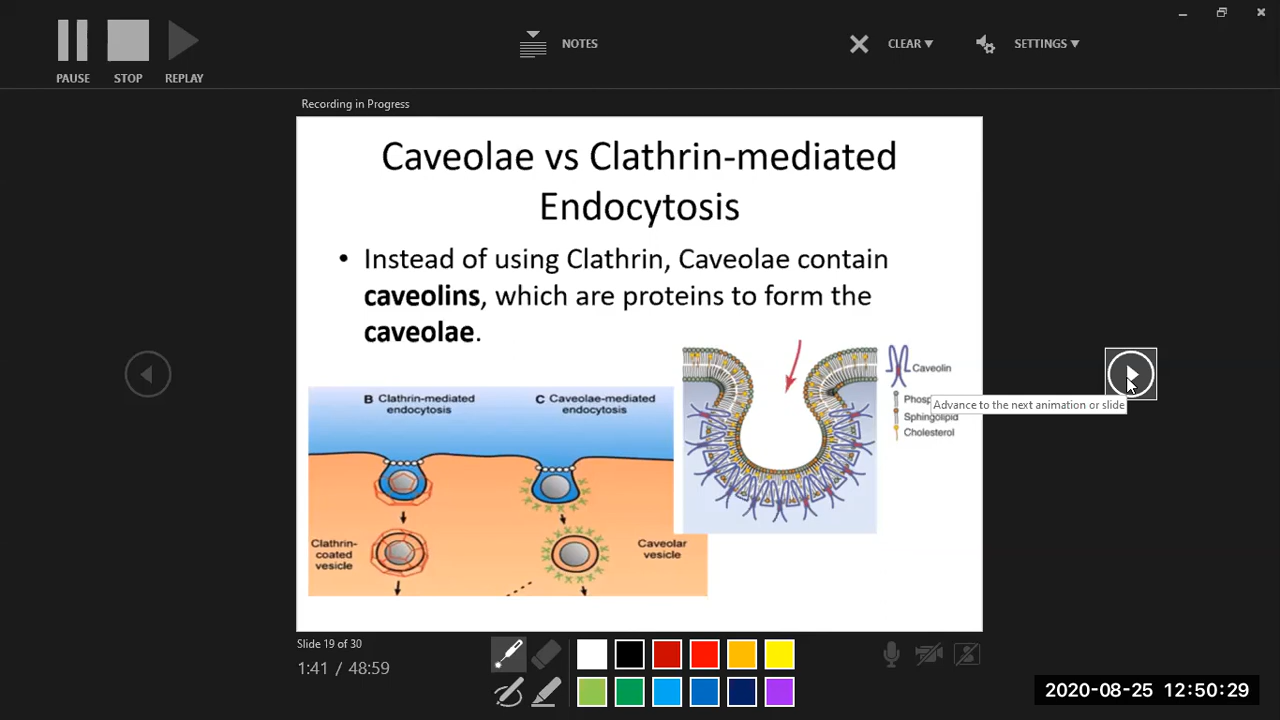 PAUSE STOP REPLAY
NOTES
CLEAR
SETTINGS
Recording in Progress
Caveolae vs Clathrin-mediated
Endocytosis
• Instead of using Clathrin, Caveolae contain
caveolins, which are proteins to form the
caveolae.
B Clathrin-mediated
endocytosis
C Caveolae-mediated
endocytosis
Clathrin-
coated
vesicle
Caveolar
vesicle
Caveolin
Sphingolipid
Cholesterol
Advance to the next animation or slide
Slide 19 of 30
1:41 / 48:59
2020-08-25 12:50:29